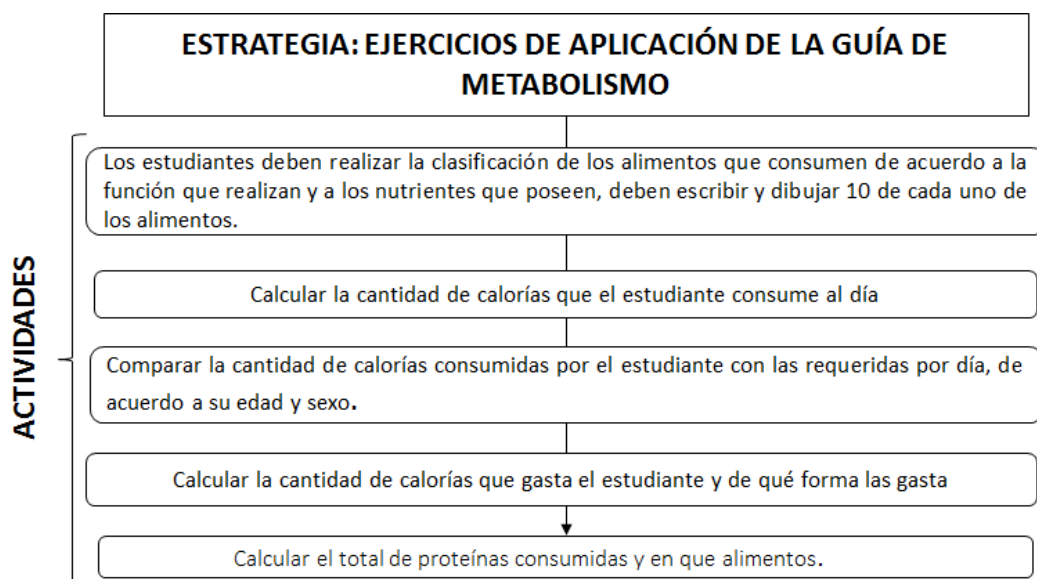 ESTRATEGIA: EJERCICIOS DE APLICACIÓN DE LA GUÍA DE
METABOLISMO
ACTIVIDADES
Los estudiantes deben realizar la clasificación de los alimentos que consumen de acuerdo a la
función que realizan y a los nutrientes que poseen, deben escribir y dibujar 10 de cada uno de
los alimentos.
Calcular la cantidad de calorías que el estudiante consume al día
Comparar la cantidad de calorías consumidas por el estudiante con las requeridas por día, de
acuerdo a su edad y sexo.
Calcular la cantidad de calorías que gasta el estudiante y de qué forma las gasta
Calcular el total de proteínas consumidas y en que alimentos.